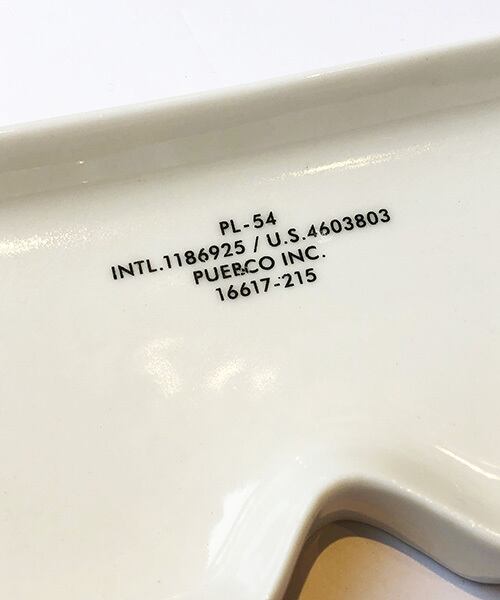 PL-54
INTL.1186925 / U.S.4603803
PUEBCO INC.
16617-215